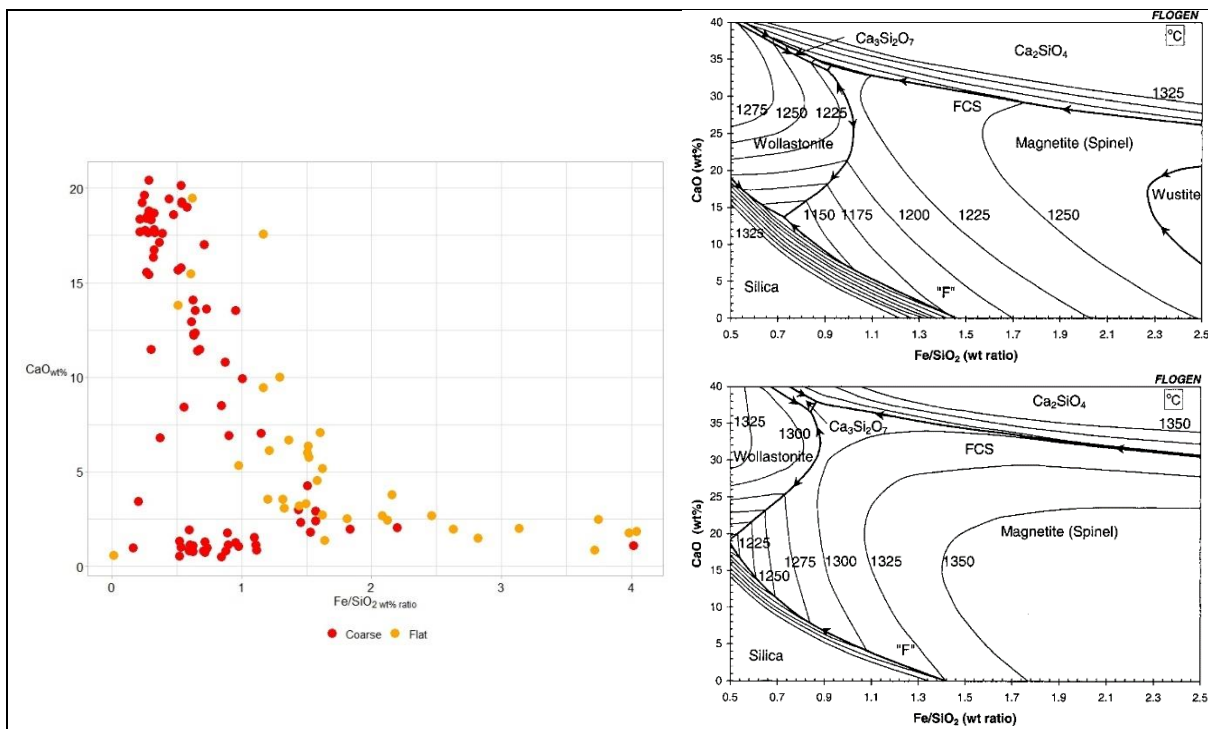 20
15
CaO wt%
10
5
0
0 1 2 3 4
Fe/SiO2 wt% ratio
Coarse Flat
FLOGEN
°C
40
Ca3Si2O7
Ca2SiO4
35
1325
30
1275 1250 1225
FCS
25
CaO (wt%)
Wollastonite
Magnetite (Spinel)
20
Wustite
15
1150 1175 1200 1225 1250
1325
10
5
Silica
"F"
0
0.5 0.7 0.9 1.1 1.3 1.5 1.7 1.9 2.1 2.3 2.5
Fe/SiO2 (wt ratio)
FLOGEN
°C
40
Ca2SiO4
1325
1350
35
1300 Ca3Si2O7
FCS
30
Wollastonite
25
CaO (wt%)
20
Magnetite (Spinel)
1225
15
1250 1275 1300 1325 1350
10
5
Silica
"F"
0
0.5 0.7 0.9 1.1 1.3 1.5 1.7 1.9 2.1 2.3 2.5
Fe/SiO2 (wt ratio)